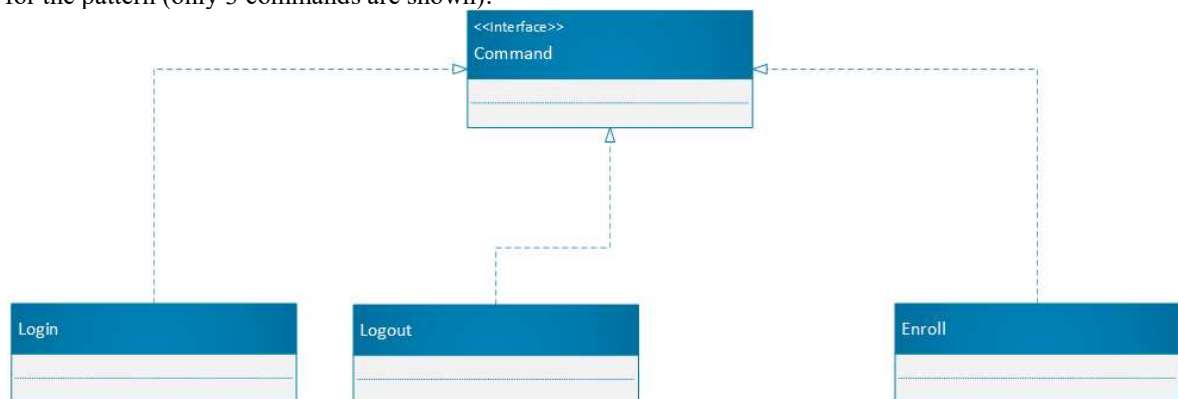 for the pattern (only 3 commands are shown):
<<Interface>>
Command
Login
Logout
Enroll